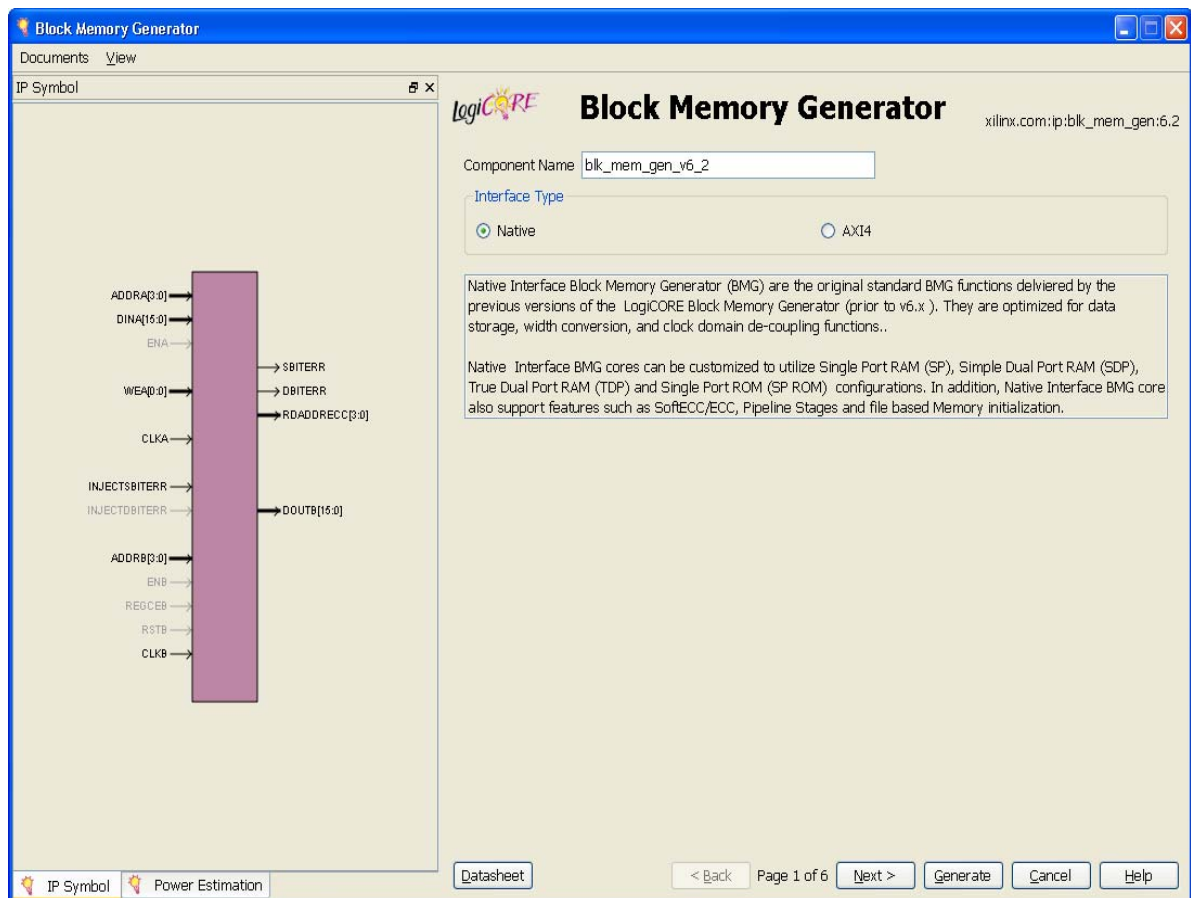 Block Memory Generator
Documents View
IP Symbol
ADDRA[3:0]
DINA[15:0]
ENA
SBITERR
WEA[0:0]
DBITERR
RDADDRECC[3:0]
CLKA
INJECTSBITERR
INJECTDBITERR
DOUTB[15:0]
ADDRB[3:0]
ENB
REGCEB
RSTB
CLKB
IP Symbol
Power Estimation
LogiCORE
Block Memory Generator
xilinx.com:ip:blk_mem_gen:6.2
Component Name blk_mem_gen_v6_2
Interface Type
Native AXI4
Native Interface Block Memory Generator (BMG) are the original standard BMG functions delviered by the
previous versions of the LogiCORE Block Memory Generator (prior to v6.x ). They are optimized for data
storage, width conversion, and clock domain de-coupling functions..
Native Interface BMG cores can be customized to utilize Single Port RAM (SP), Simple Dual Port RAM (SDP),
True Dual Port RAM (TDP) and Single Port ROM (SP ROM) configurations. In addition, Native Interface BMG core
also support features such as SoftECC/ECC, Pipeline Stages and file based Memory initialization.
Datasheet < Back Page 1 of 6 Next > Generate Cancel Help